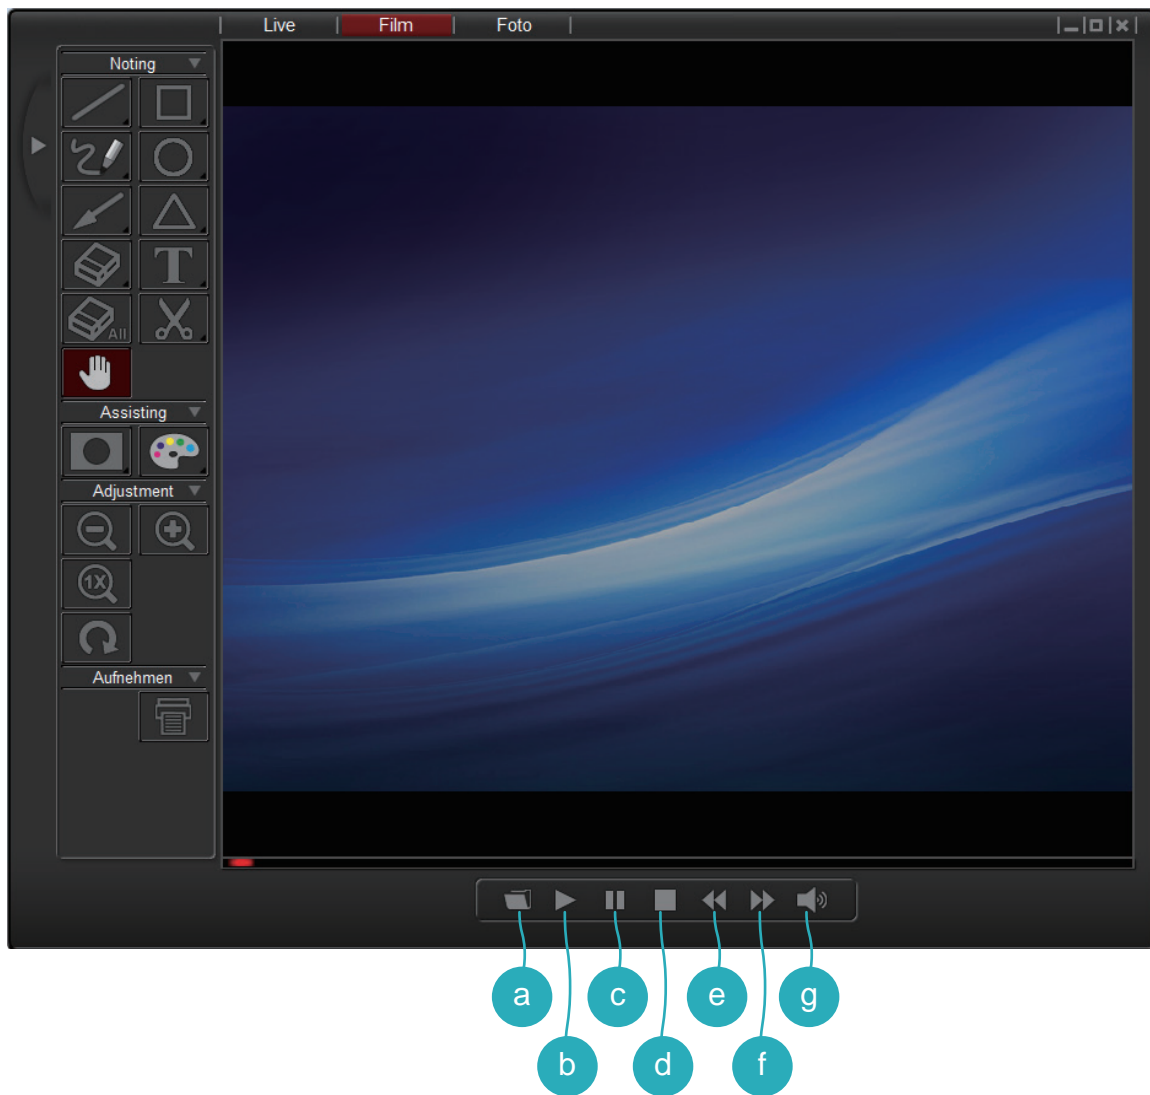 Live Film Foto
Noting
T
All
Assisting
Adjustment
1X
Aufnehmen
a c e g
b d f